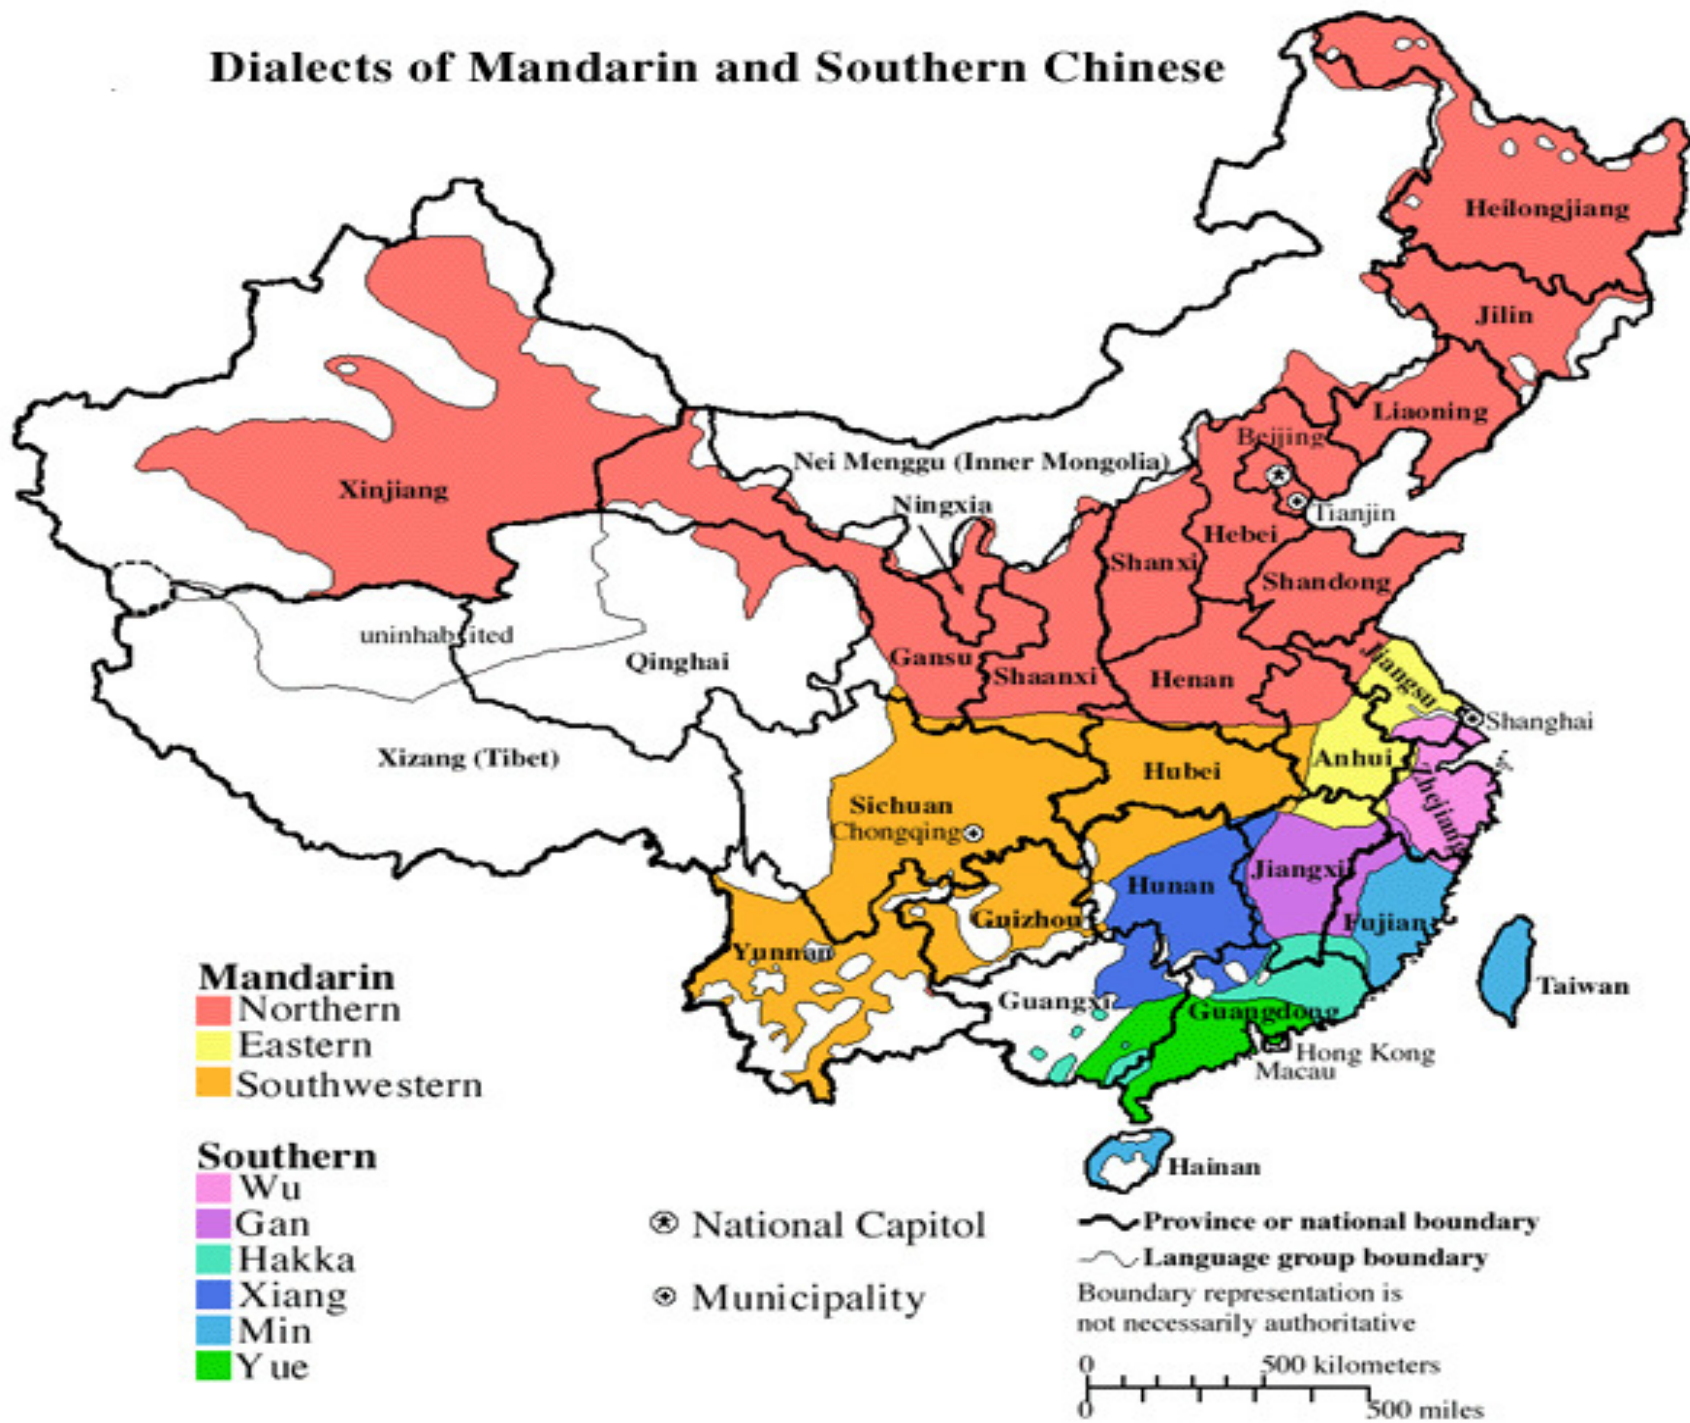 Dialects of Mandarin and Southern Chinese
Heilongjiang
Jilin
Liaoning
Beijing
Nei Menggu (Inner Mongolia)
Xinjiang
Ningxia
Tianjin
Hebei
Shanxi
Shandong
uninhabited
Qinghai
Gansu
Shaanxi
Henan
Jiangsu
Shanghai
Xizang (Tibet)
Hubei
Anhui
Zhejiang
Sichuan
Chongqing
Hunan
Jiangxi
Guizhou
Fujian
Yunnan
Taiwan
Guangxi
Guangdong
Hong Kong
Macau
Hainan
Mandarin
Northern
Eastern
Southwestern
Southern
Wu
Gan
Hakka
Xiang
Min
Yue
National Capitol
Municipality
Province or national boundary
Language group boundary
Boundary representation is
not necessarily authoritative
0 500 kilometers
0 500 miles